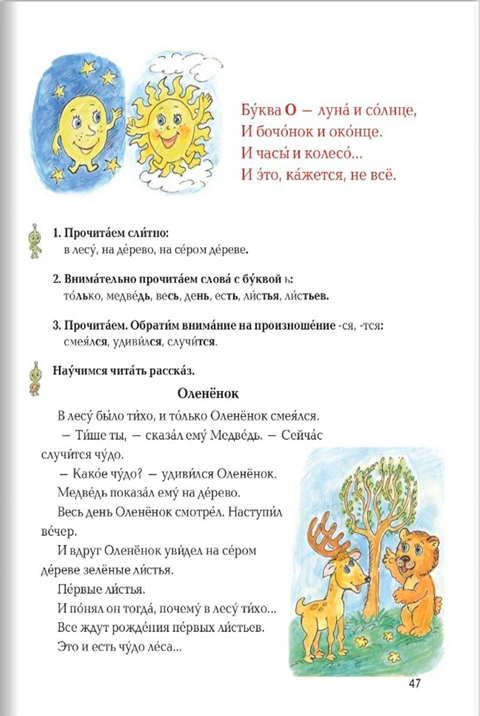 Бу́ква О — луна́ и со́лнце,
И бочо́нок и око́нце.
И часы́ и колесо́...
И э́то, ка́жется, не всё.
1. Прочита́ем сли́тно:
в лесу́, на де́рево, на се́ром де́реве.
2. Внима́тельно прочита́ем слова́ с бу́квой ь:
то́лько, медве́дь, весь, день, есть, ли́стья, ли́стьев.
3. Прочита́ем. Обрати́м внима́ние на произноше́ние -ся, -тся:
смея́лся, удиви́лся, случи́тся.
Нау́чимся чита́ть расска́з.
Оленёнок
В лесу́ бы́ло ти́хо, и то́лько Оленёнок смея́лся.
— Ти́ше ты, — сказа́л ему́ Медве́дь. — Сейча́с
случи́тся чу́до.
— Како́е чу́до? — удиви́лся Оленёнок.
Медве́дь показа́л ему́ на де́рево.
Весь день Оленёнок смотре́л. Наступи́л
ве́чер.
И вдруг Оленёнок уви́дел на се́ром
де́реве зелёные ли́стья.
Пе́рвые ли́стья.
И по́нял он тогда́, почему́ в лесу́ ти́хо...
Все ждут рожде́ния пе́рвых ли́стьев.
Это и есть чу́до ле́са...
47